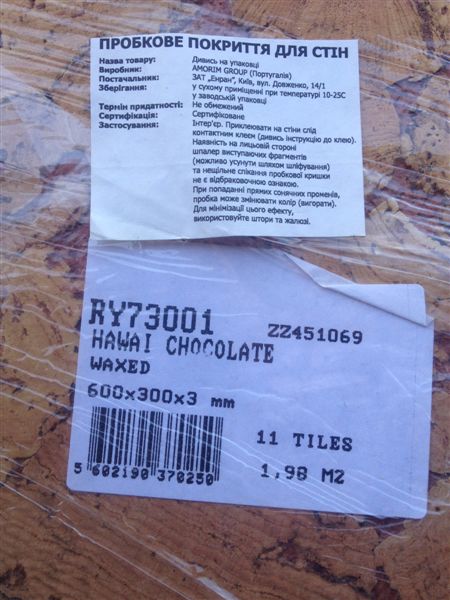 ПРОБКОВЕ ПОКРИТТЯ ДЛЯ СТІН
Назва товару: Дивись на упаковці
Виробник: AMORIM GROUP (Португалія)
Постачальник: ЗАТ „Енран", Київ, вул. Довженко, 14/1
Зберігання: у сухому приміщенні при температурі 10-25С
у заводській упаковці
Термін придатності: Не обмежений
Сертифікація: Сертифіковане
Застосування: Інтер'єр. Приклеювати на стіни слід
контактним клеєм (дивись інструкцію до клею).
Наявність на лицьовій стороні
шпалер виступаючих фрагментів
(можливо усунути шляхом шліфування)
та нещільне спікання пробкової кришки
не є відбраковочною ознакою.
При попаданні прямих сонячних променів,
пробка може змінювати колір (вигорати).
Для мінімізації цього ефекту,
використовуйте штори та жалюзі.
RY73001 ZZ451069
HAWAI CHOCOLATE
WAXED
600x300x3 mm
11 TILES
5 602190 370250
1,98 M2